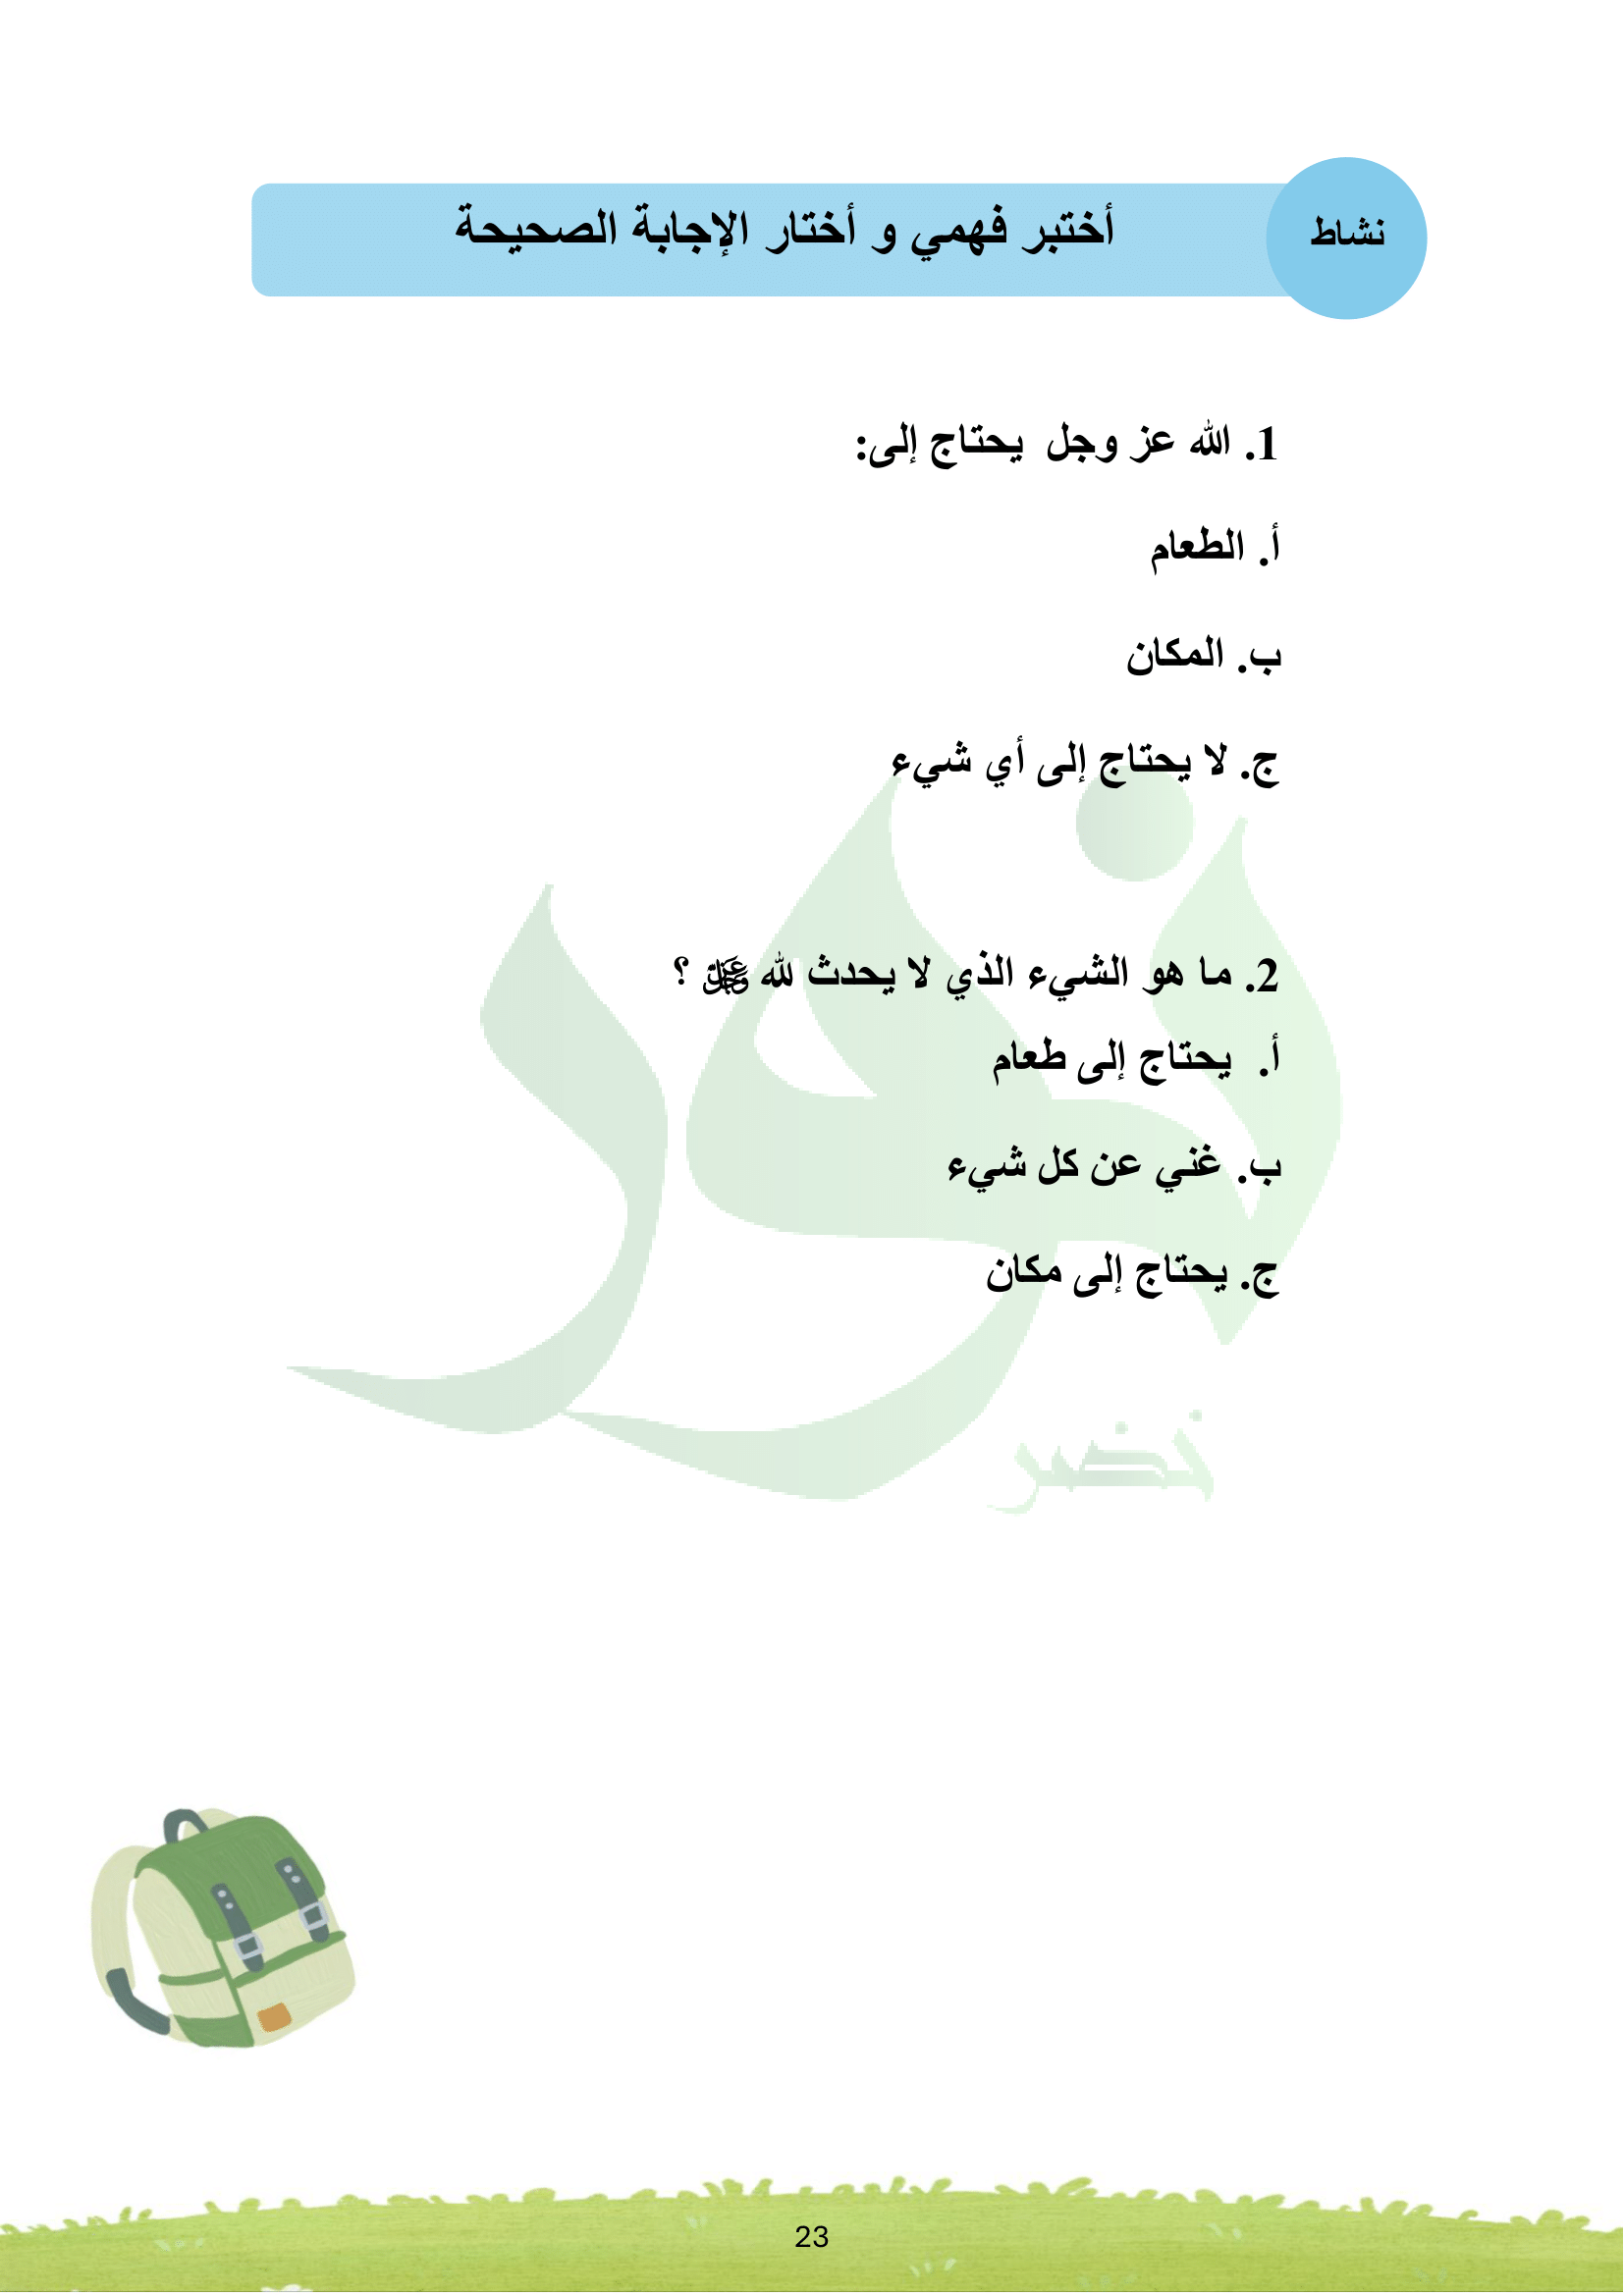 نشاط
أختبر فهمي و أختار الإجابة الصحيحة
1. الله عز وجل يحتاج إلى:
أ. الطعام
ب. المكان
ج. لا يحتاج إلى أي شيء
2. ما هو الشيء الذي لا يحدث لله ﷿ ؟
أ. يحتاج إلى طعام
ب. غني عن كل شيء
ج. يحتاج إلى مكان
نور
نضر
23